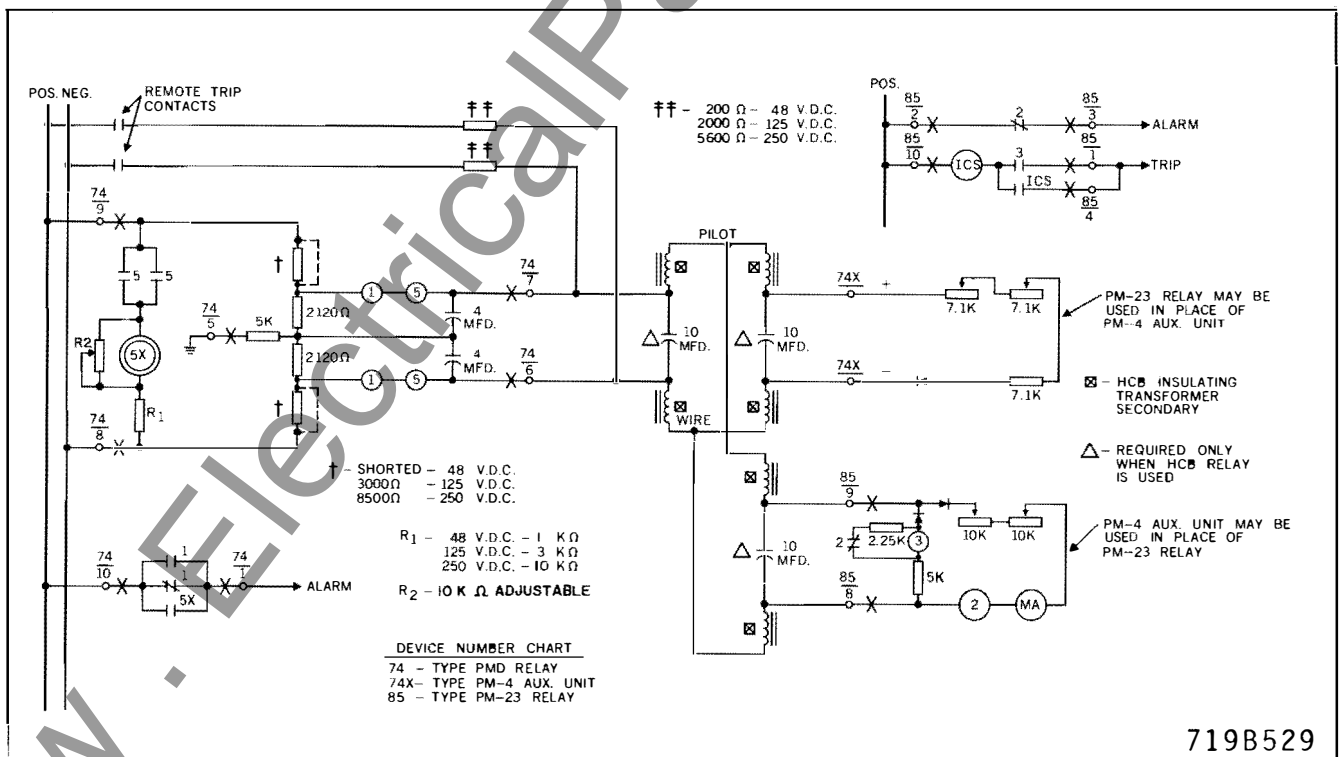 POS. NEG.
REMOTE TRIP
CONTACTS
††
††
†† - 200 Ω - 48 V.D.C.
2000 Ω - 125 V.D.C.
5600 Ω - 250 V.D.C.
POS.
85
2
2
85
3
ALARM
85
10
ICS
3
85
1
TRIP
ICS
85
4
74
9
5 5
†
R2
5X
R1
74
5
5K
2120Ω
2120Ω
1 5
1 5
4
MFD.
4
MFD.
74
7
74
6
†
74
8
PILOT
10
MFD.
10
MFD.
WIRE
74X +
74X -
7.1K 7.1K
7.1K
PM-23 RELAY MAY BE
USED IN PLACE OF
PM-4 AUX. UNIT
HCB INSULATING
TRANSFORMER
SECONDARY
△ - REQUIRED ONLY
WHEN HCB RELAY
IS USED
† - SHORTED - 48 V.D.C.
3000Ω - 125 V.D.C.
8500Ω - 250 V.D.C.
R1 - 48 V.D.C. - 1 KΩ
125 V.D.C. - 3 KΩ
250 V.D.C. - 10 KΩ
R2 - 10 K Ω ADJUSTABLE
74
10
1
1
5X
74
1
ALARM
10
MFD.
85
9
85
8
2
2.25K
3
5K
10K 10K
2
MA
PM-4 AUX. UNIT MAY BE
USED IN PLACE OF
PM-23 RELAY
DEVICE NUMBER CHART
74 - TYPE PMD RELAY
74X- TYPE PM-4 AUX. UNIT
85 - TYPE PM-23 RELAY
719B529
w . ElectricalPa